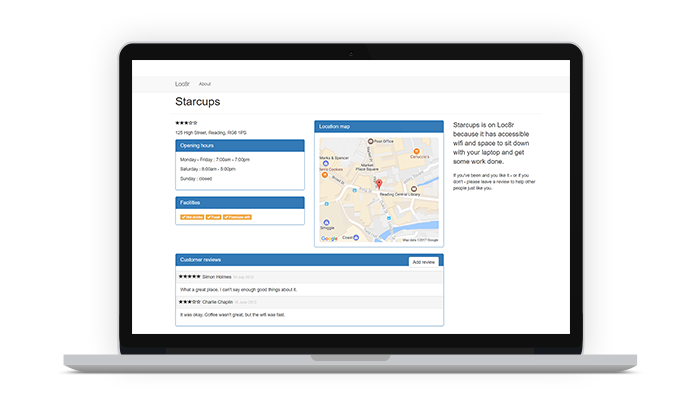 Loc8r About
Starcups
125 High Street, Reading, RG6 1PS
Opening hours
Monday - Friday : 7:00am - 7:00pm
Saturday : 8:00am - 5:00pm
Sunday : closed
Facilities
Hot drinks Food Premium wifi
Location map
Post Office
Marks & Spencer
Market
Place Square
Reading Central Library
Smuggle
Google
Map data ©2017 Google
Starcups is on Loc8r
because it has accessible
wifi and space to sit down
with your laptop and get
some work done.
If you've been and you like it - or if you
don't - please leave a review to help other
people just like you.
Customer reviews
Add review
Simon Holmes 16 July 2013
What a great place. I can't say enough good things about it.
Charlie Chaplin 16 June 2013
It was okay. Coffee wasn't great, but the wifi was fast.